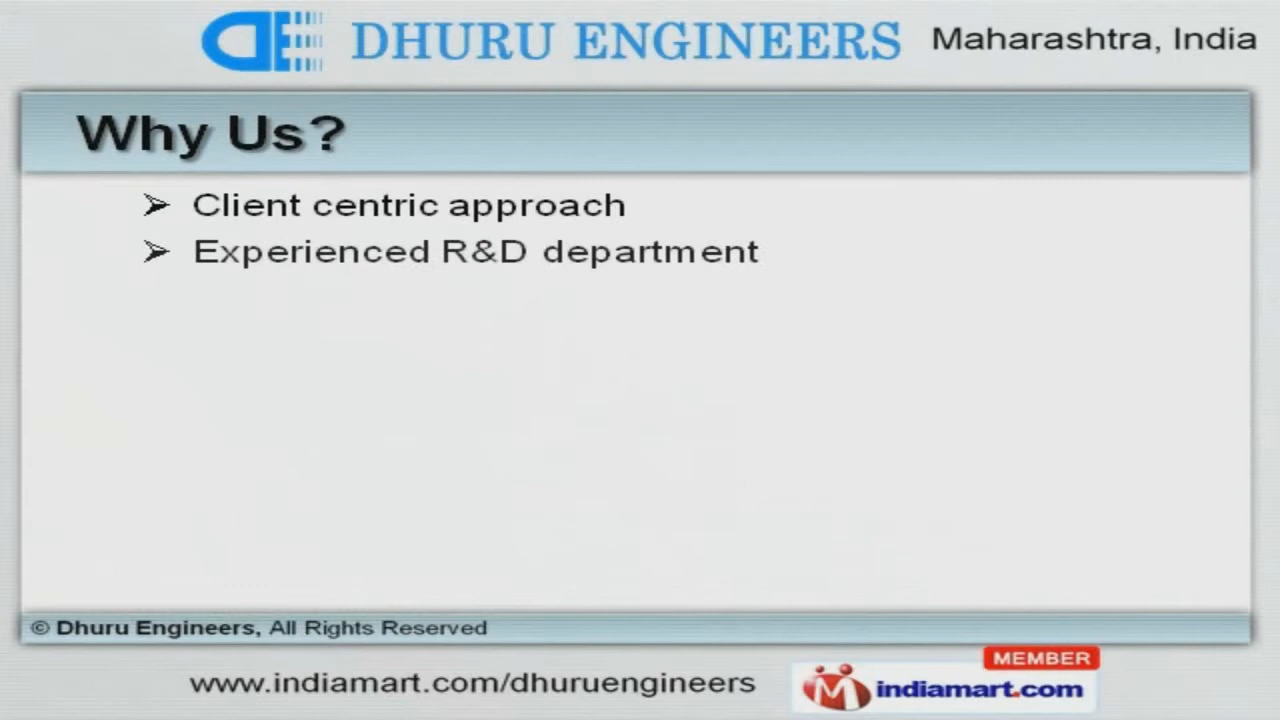 DHURU ENGINEERS
Maharashtra, India
Why Us?
➢ Client centric approach
➢ Experienced R&D department
© Dhuru Engineers, All Rights Reserved
www.indiamart.com/dhuruengineers
MEMBER
indiamart.com